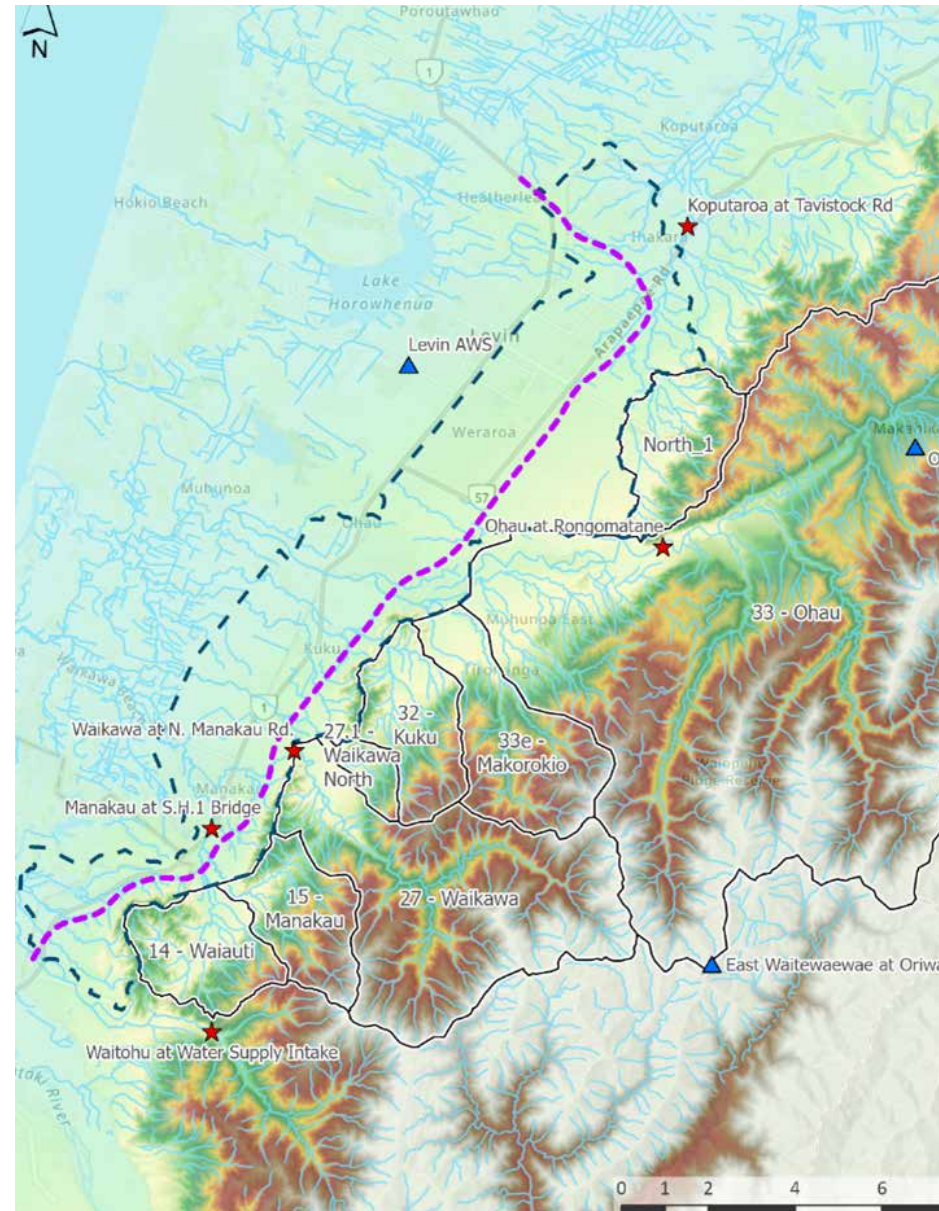 N
Poroutawhao
1
Koputaroa
Heatherlea
Hokio Beach
Koputaroa at Tavistock Rd
Ihakara
Lake
Horowhenua
Arapaepae Rd
Levin
Levin AWS
Weraroa
North_1
O
Muhunoa
57
Ohau
Ohau at Rongomatane
33 - Ohau
Muhunoa East
Kuku
32 -
Kuku
33e -
Makorokio
1
Waikawa at N. Manakau Rd.
27.1 -
Waikawa
North
Manakau at S.H.1 Bridge
15 -
Manakau
27 - Waikawa
14 - Waiauti
East Waitewaewae at Oriwa
Waitohu at Water Supply Intake
River
0 1 2 4 6